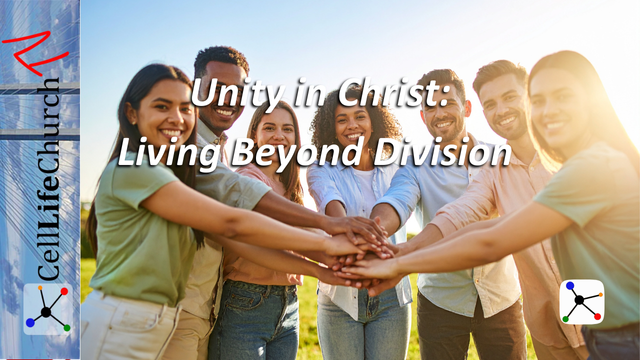 Unity in Christ:
Living Beyond Division
CellLifeChurch